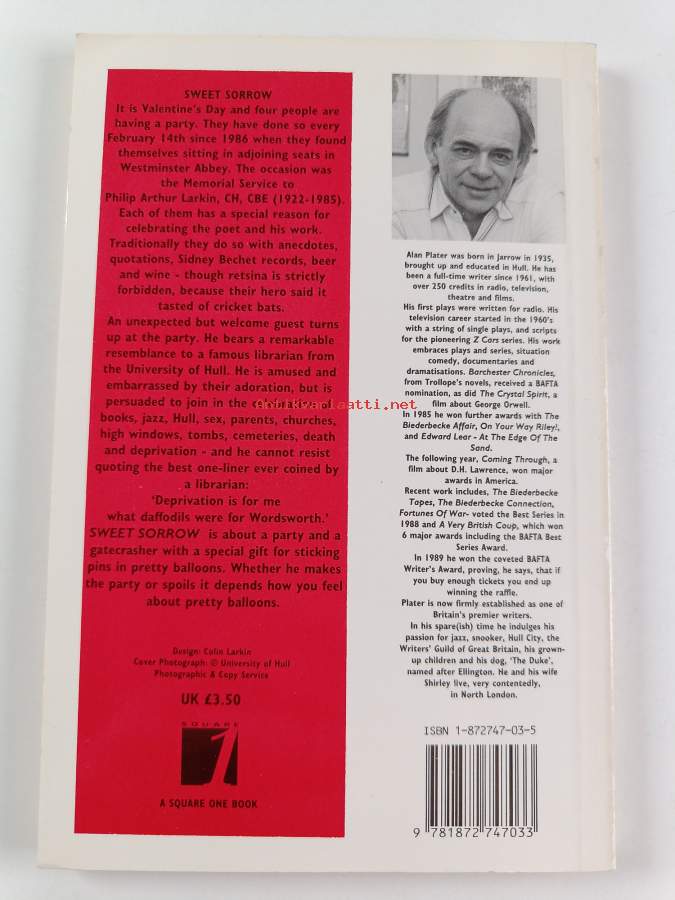 SWEET SORROW
It is Valentine's Day and four people are
having a party. They have done so every
February 14th since 1986 when they found
themselves sitting in adjoining seats in
Westminster Abbey. The occasion was
the Memorial Service to
Philip Arthur Larkin, CH, CBE (1922-1985).
Each of them has a special reason for
celebrating the poet and his work.
Traditionally they do so with anecdotes,
quotations, Sidney Bechet records, beer
and wine - though retsina is strictly
forbidden, because their hero said it
tasted of cricket bats.
An unexpected but welcome guest turns
up at the party. He bears a remarkable
resemblance to a famous librarian from
the University of Hull. He is amused and
embarrassed by their adoration, but is
persuaded to join in the celebration of
books, jazz, Hull, sex, parents, churches,
high windows, tombs, cemeteries, death
and deprivation - and he cannot resist
quoting the best one-liner ever coined by
a librarian:
'Deprivation is for me
what daffodils were for Wordsworth.'
SWEET SORROW is about a party and a
gatecrasher with a special gift for sticking
pins in pretty balloons. Whether he makes
the party or spoils it depends how you feel
about pretty balloons.
Design: Colin Larkin
Cover Photograph: © University of Hull
Photographic & Copy Service
UK £3.50
SQUARE
1
A SQUARE ONE BOOK
Alan Plater was born in Jarrow in 1935,
brought up and educated in Hull. He has
been a full-time writer since 1961, with
over 250 credits in radio, television,
theatre and films.
His first plays were written for radio. His
television career started in the 1960's
with a string of single plays, and scripts
for the pioneering Z Cars series. His work
embraces plays and series, situation
comedy, documentaries and
dramatisations. Barchester Chronicles,
from Trollope's novels, received a BAFTA
nomination, as did The Crystal Spirit, a
film about George Orwell.
In 1985 he won further awards with The
Biederbecke Affair, On Your Way Riley!,
and Edward Lear - At The Edge Of The
Sand.
The following year, Coming Through, a
film about D.H. Lawrence, won major
awards in America.
Recent work includes, The Biederbecke
Tapes, The Biederbecke Connection,
Fortunes Of War- voted the Best Series in
1988 and A Very British Coup, which won
6 major awards including the BAFTA Best
Series Award.
In 1989 he won the coveted BAFTA
Writer's Award, proving, he says, that if
you buy enough tickets you end up
winning the raffle.
Plater is now firmly established as one of
Britain's premier writers.
In his spare(ish) time he indulges his
passion for jazz, snooker, Hull City, the
Writers' Guild of Great Britain, his grown-
up children and his dog, 'The Duke',
named after Ellington. He and his wife
Shirley live, very contentedly,
in North London.
ISBN 1-872747-03-5
9 781872 747033